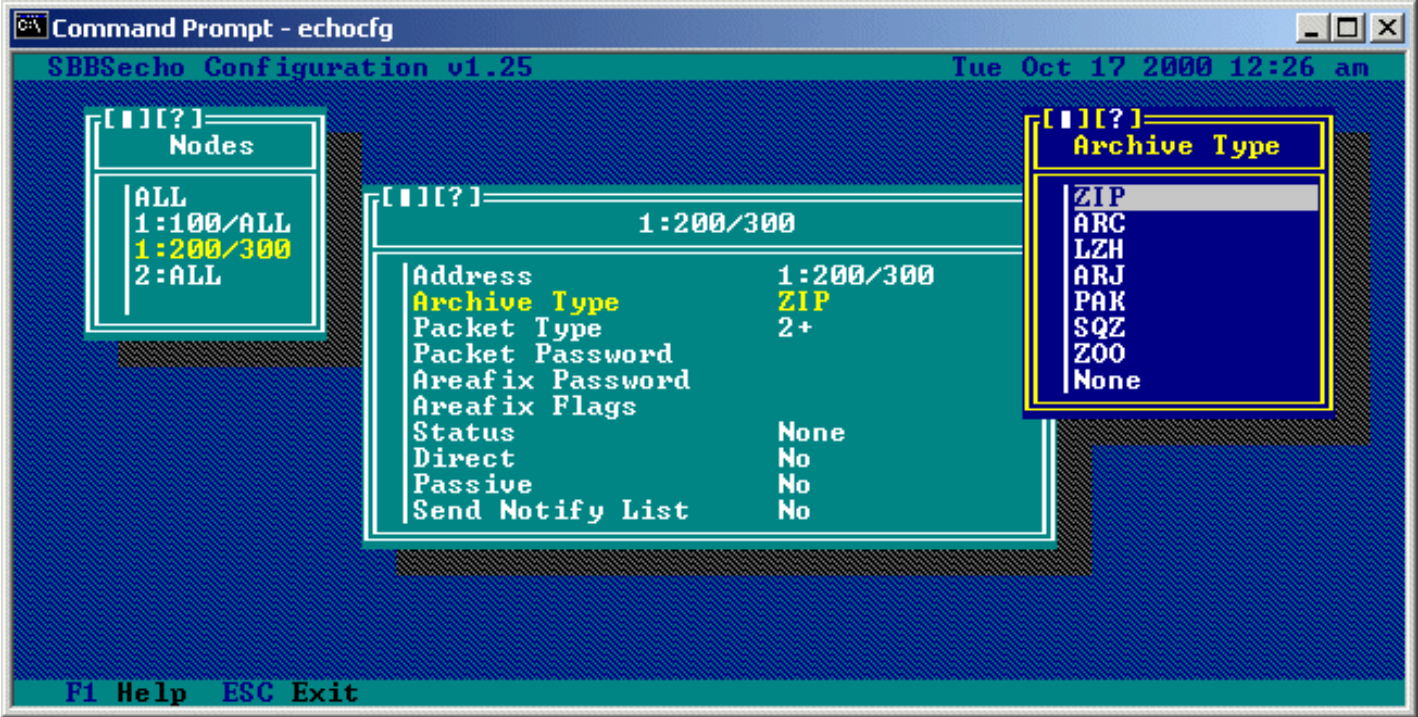 Command Prompt - echocfg
SBBSecho Configuration v1.25 Tue Oct 17 2000 12:26 am
[?]
Nodes
ALL
1:100/ALL
1:200/300
2:ALL
[?]
1:200/300
Address 1:200/300
Archive Type ZIP
Packet Type 2+
Packet Password
Areafix Password
Areafix Flags
Status None
Direct No
Passive No
Send Notify List No
[?]
Archive Type
ZIP
ARC
LZH
ARJ
PAK
SQZ
ZOO
None
F1 Help ESC Exit